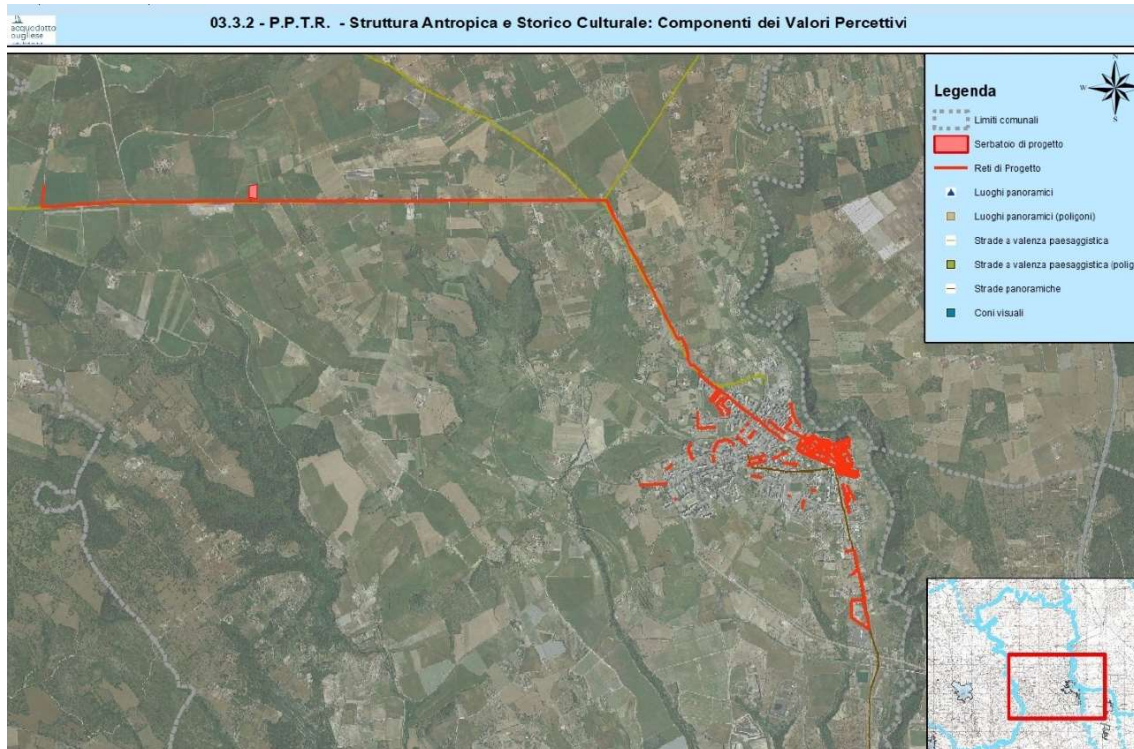 03.3.2 - P.P.T.R. - Struttura Antropica e Storico Culturale: Componenti dei Valori Percettivi
acquedotto
pugliese
Legenda
N
W
S
Limiti comunali
Serbatoio di progetto
Reti di Progetto
Luoghi panoramici
Luoghi panoramici (poligoni)
Strade a valenza paesaggistica
Strade a valenza paesaggistica (polig
Strade panoramiche
Coni visuali